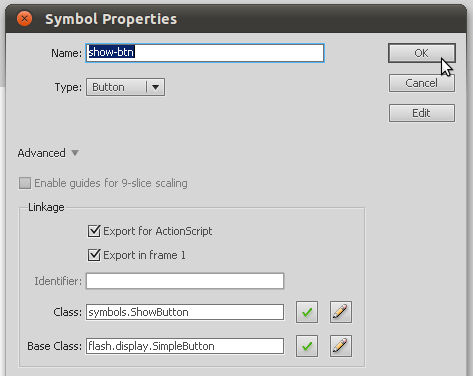 Symbol Properties
Name: show-btn OK
Type: Button Cancel
Edit
Advanced
Enable guides for 9-slice scaling
Linkage
Export for ActionScript
Export in frame 1
Identifier:
Class: symbols.ShowButton
Base Class: flash.display.SimpleButton